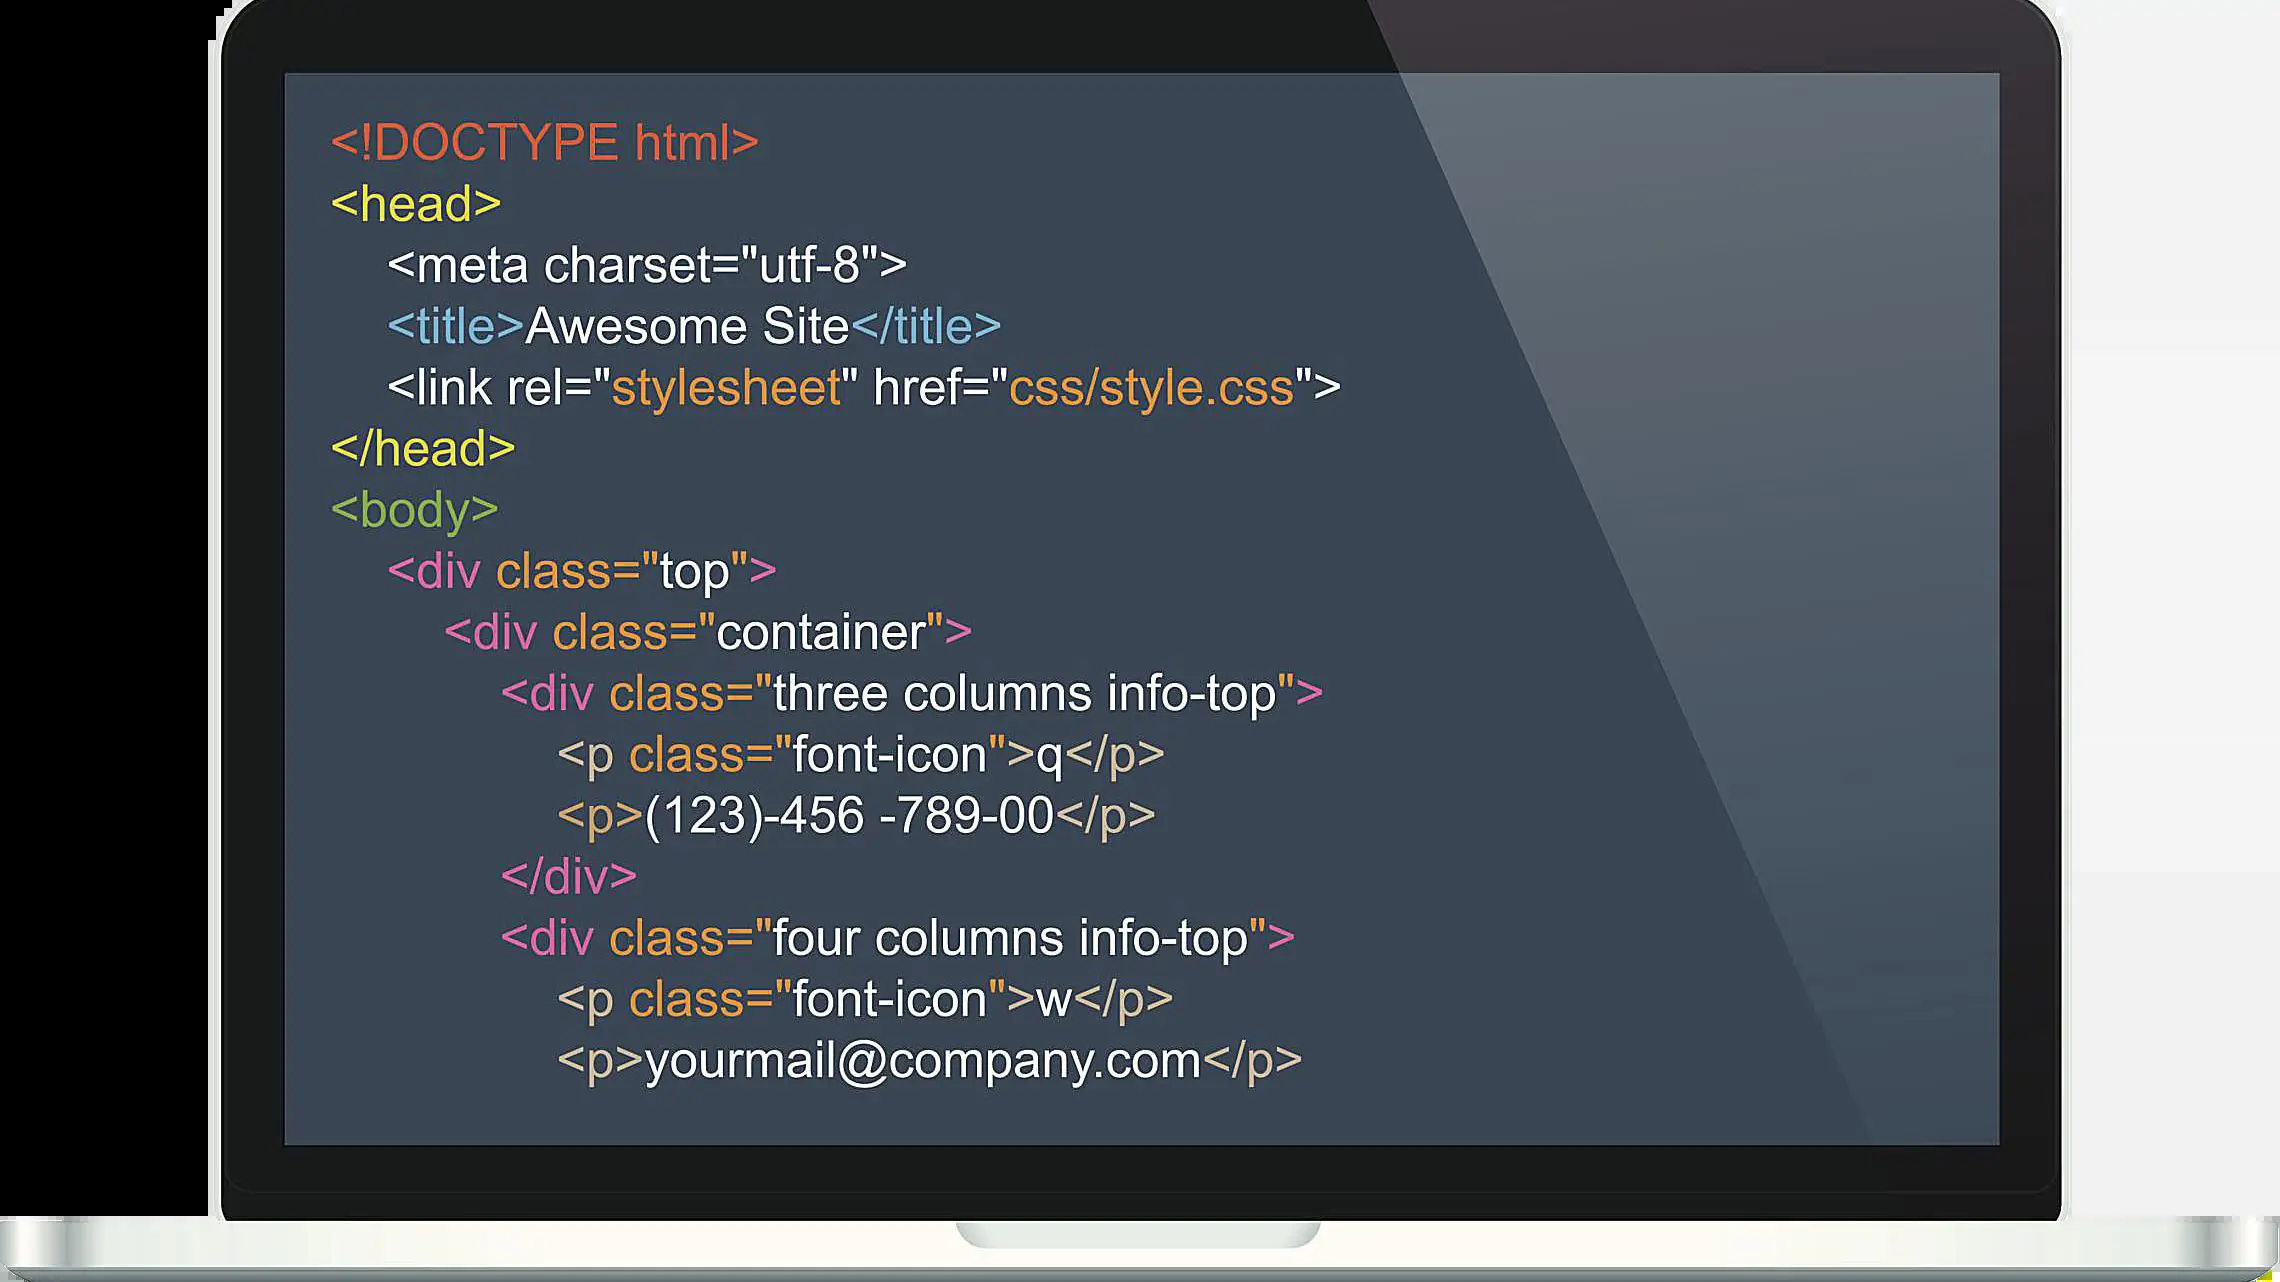 <!DOCTYPE html>
<head>
<meta charset="utf-8">
<title>Awesome Site</title>
<link rel="stylesheet" href="css/style.css">
</head>
<body>
<div class="top">
<div class="container">
<div class="three columns info-top">
<p class="font-icon">q</p>
<p>(123)-456 -789-00</p>
</div>
<div class="four columns info-top">
<p class="font-icon">w</p>
<p>yourmail@company.com</p>